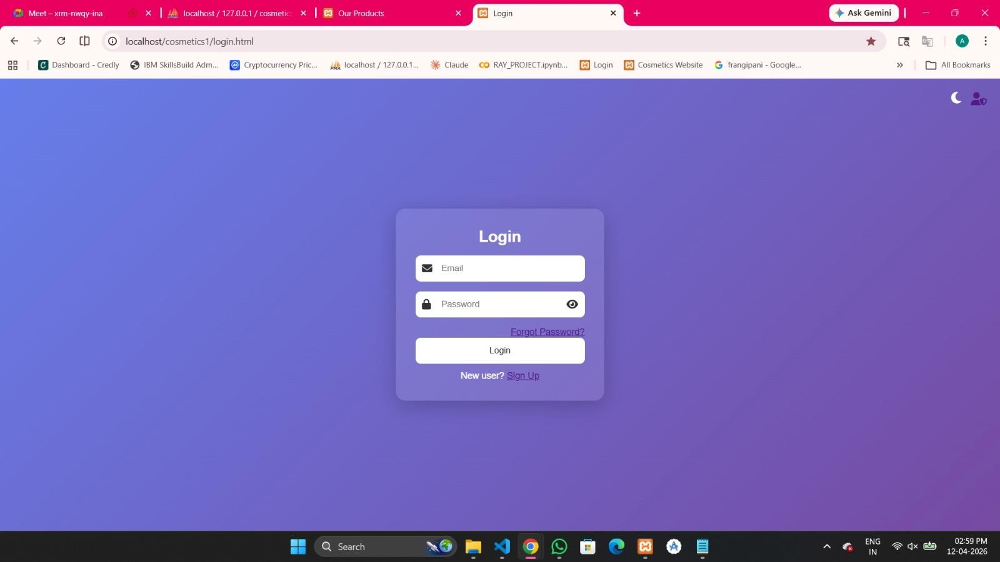 Meet – xrm-nwqy-ina
localhost / 127.0.0.1 / cosmetics
Our Products
Login
Ask Gemini
localhost/cosmetics1/login.html
A
Dashboard - Credly
IBM SkillsBuild Adm...
Cryptocurrency Pric...
localhost / 127.0.0.1...
Claude
RAY_PROJECT.ipynb...
Login
Cosmetics Website
frangipani - Google...
All Bookmarks
Login
Email
Password
Forgot Password?
Login
New user? Sign Up
Search
ENG
IN
02:59 PM
12-04-2026